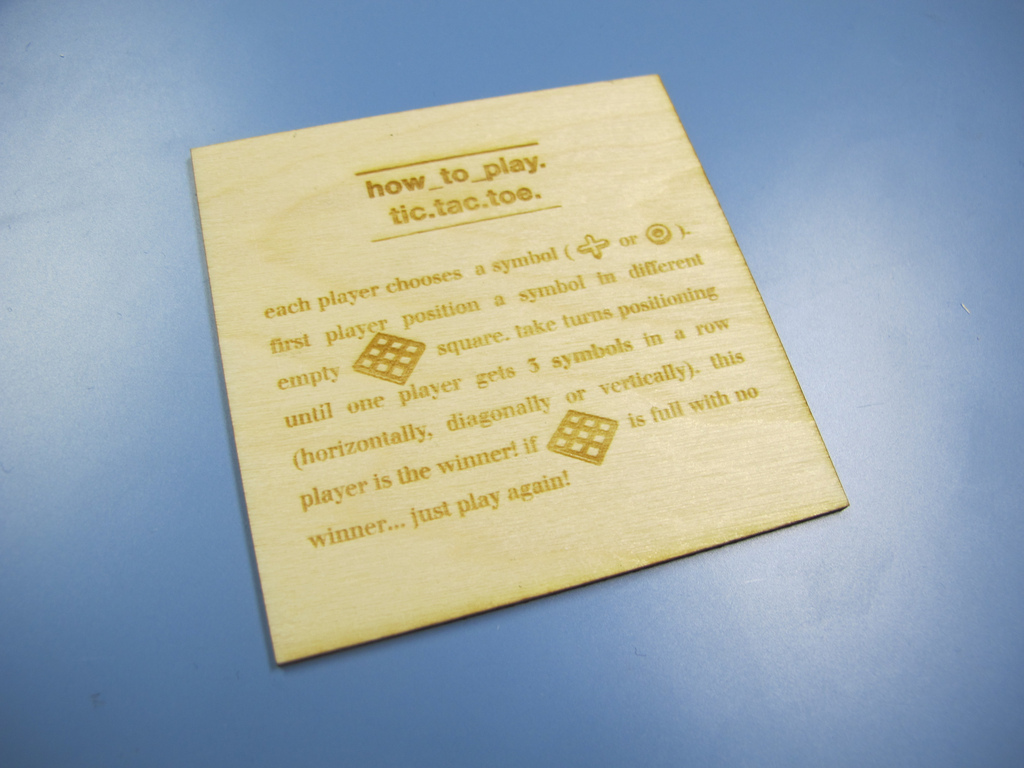 how_to_play.
tic.tac.toe.
each player chooses a symbol ( or ).
first player position a symbol in different
empty square. take turns positioning
until one player gets 3 symbols in a row
(horizontally, diagonally or vertically). this
player is the winner! if is full with no
winner... just play again!